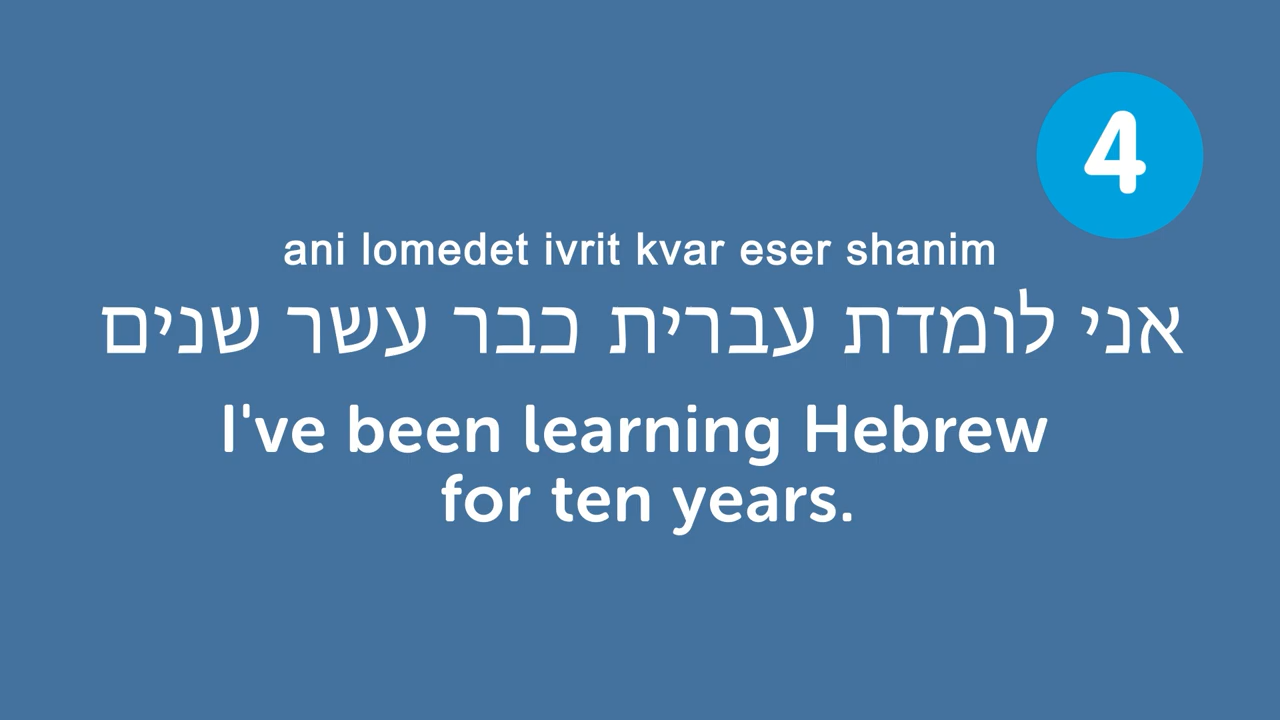 4
ani lomedet ivrit kvar eser shanim
אני לומדת עברית כבר עשר שנים
I've been learning Hebrew
for ten years.